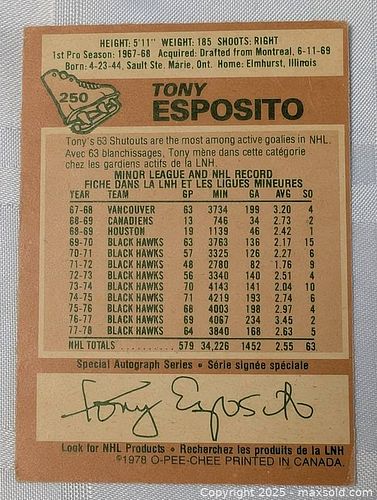 HEIGHT: 5'11" WEIGHT: 185 SHOOTS: RIGHT
1st Pro Season: 1967-68 Acquired: Drafted from Montreal, 6-11-69
Born: 4-23-44, Sault Ste. Marie, Ont. Home: Elmhurst, Illinois
250
TONY
ESPOSITO
Tony's 63 Shutouts are the most among active goalies in NHL.
Avec 63 blanchissages, Tony mène dans cette catégorie
chez les gardiens actifs de la LNH.
MINOR LEAGUE AND NHL RECORD
FICHE DANS LA LNH ET LES LIGUES MINEURES
YEAR TEAM GP MIN GA AVG SO
67-68 VANCOUVER 63 3734 199 3.20 4
68-69 CANADIENS 13 746 34 2.73 2
68-69 HOUSTON 19 1139 46 2.42 1
69-70 BLACK HAWKS 63 3763 136 2.17 15
70-71 BLACK HAWKS 57 3325 126 2.27 6
71-72 BLACK HAWKS 48 2780 82 1.76 9
72-73 BLACK HAWKS 56 3340 140 2.51 4
73-74 BLACK HAWKS 70 4143 141 2.04 10
74-75 BLACK HAWKS 71 4219 193 2.74 6
75-76 BLACK HAWKS 68 4003 198 2.97 4
76-77 BLACK HAWKS 69 4067 234 3.45 2
77-78 BLACK HAWKS 64 3840 168 2.63 5
NHL TOTALS .......... 579 34,226 1452 2.55 63
Special Autograph Series • Série signée spéciale
Tony Esposito
Look for NHL Products • Recherchez les produits de la LNH
©1978 O-PEE-CHEE PRINTED IN CANADA.
Copyright © 2025 - maxsold.com